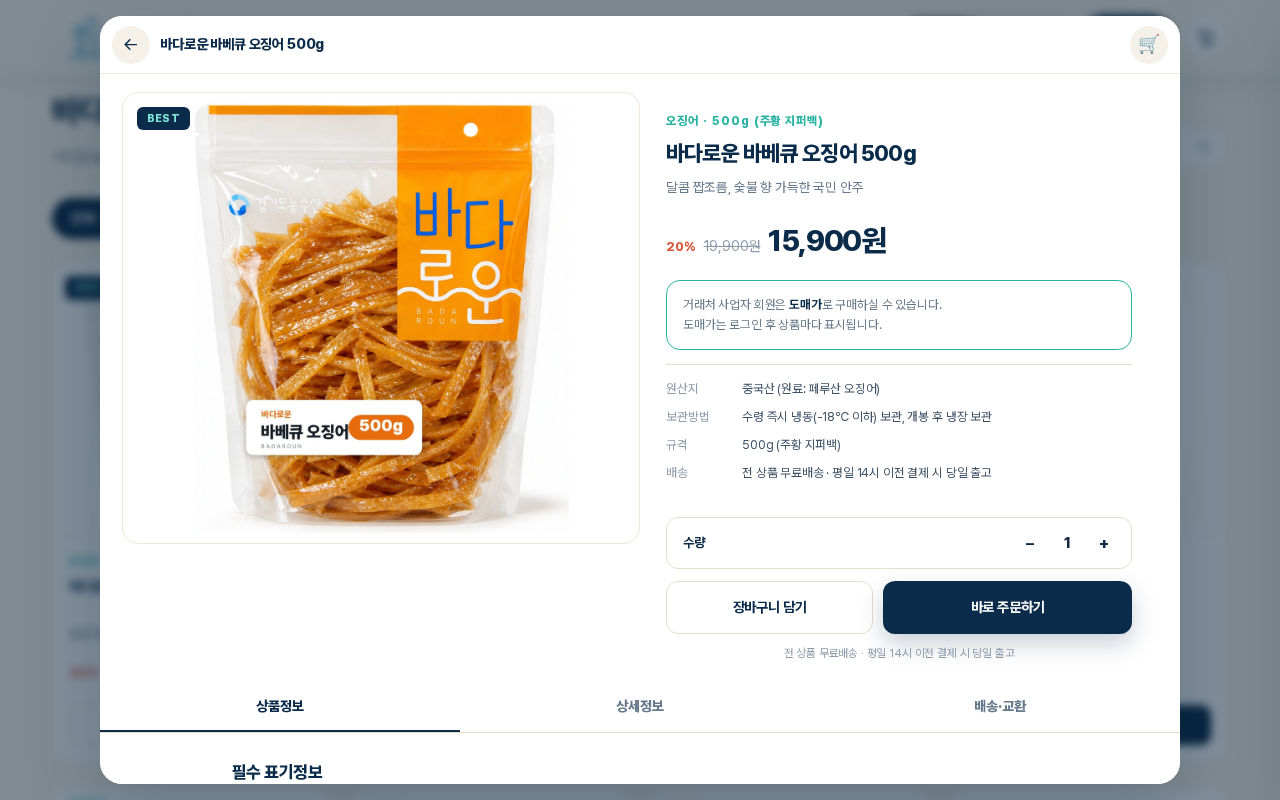 ←
바다로운 바베큐 오징어 500g
BEST
경기도농수산
바다
로운
BADA
ROUN
바다로운
바베큐 오징어 500g
BADAROUN
오징어 · 500g (주황 지퍼백)
바다로운 바베큐 오징어 500g
달콤 짭조름, 숯불 향 가득한 국민 안주
20% 19,900원 15,900원
거래처 사업자 회원은 도매가로 구매하실 수 있습니다.
도매가는 로그인 후 상품마다 표시됩니다.
원산지 중국산 (원료: 페루산 오징어)
보관방법 수령 즉시 냉동(-18℃ 이하) 보관, 개봉 후 냉장 보관
규격 500g (주황 지퍼백)
배송 전 상품 무료배송 · 평일 14시 이전 결제 시 당일 출고
수량 − 1 +
장바구니 담기 바로 주문하기
전 상품 무료배송 · 평일 14시 이전 결제 시 당일 출고
상품정보 상세정보 배송·교환
필수 표기정보